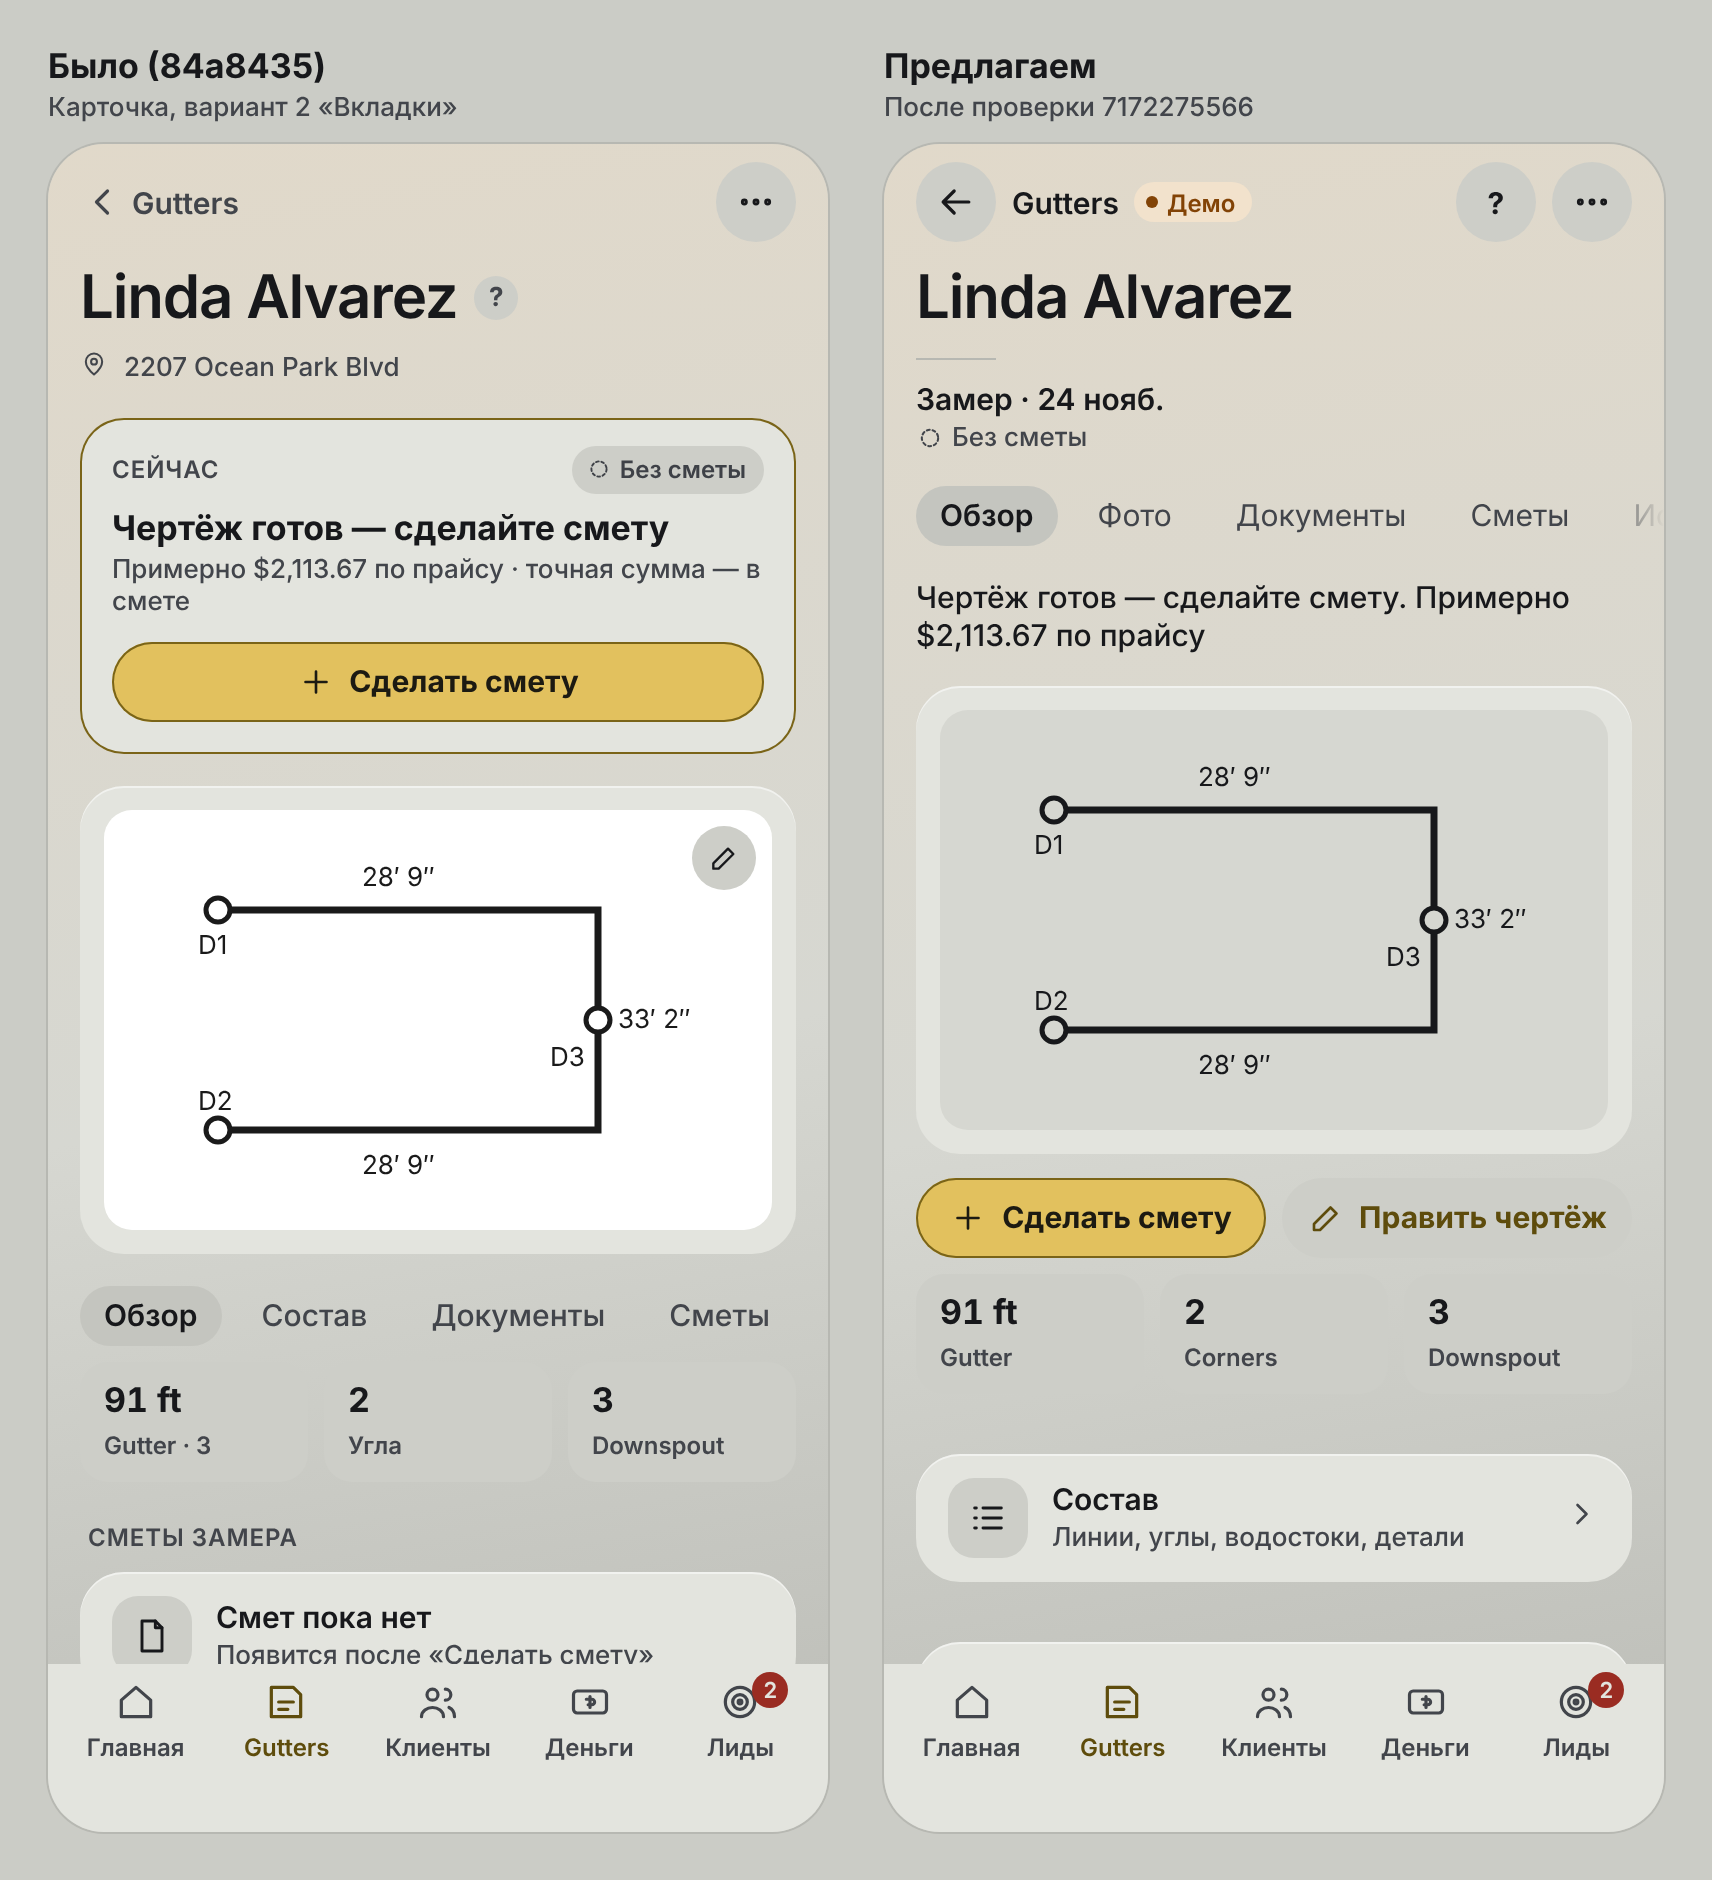 Было (84a8435)
Карточка, вариант 2 «Вкладки»
Gutters
Linda Alvarez ?
2207 Ocean Park Blvd
СЕЙЧАС
Без сметы
Чертёж готов — сделайте смету
Примерно $2,113.67 по прайсу · точная сумма — в
смете
+ Сделать смету
28′ 9″
D1
33′ 2″
D3
D2
28′ 9″
Обзор
Состав
Документы
Сметы
91 ft
Gutter · 3
2
Угла
3
Downspout
СМЕТЫ ЗАМЕРА
Смет пока нет
Появится после «Сделать смету»
Главная
Gutters
Клиенты
Деньги
2
Лиды
Предлагаем
После проверки 7172275566
Gutters
Демо
?
Linda Alvarez
Замер · 24 нояб.
Без сметы
Обзор
Фото
Документы
Сметы
Чертёж готов — сделайте смету. Примерно
$2,113.67 по прайсу
28′ 9″
D1
33′ 2″
D3
D2
28′ 9″
+ Сделать смету
Править чертёж
91 ft
Gutter
2
Corners
3
Downspout
Состав
Линии, углы, водостоки, детали
Главная
Gutters
Клиенты
Деньги
2
Лиды